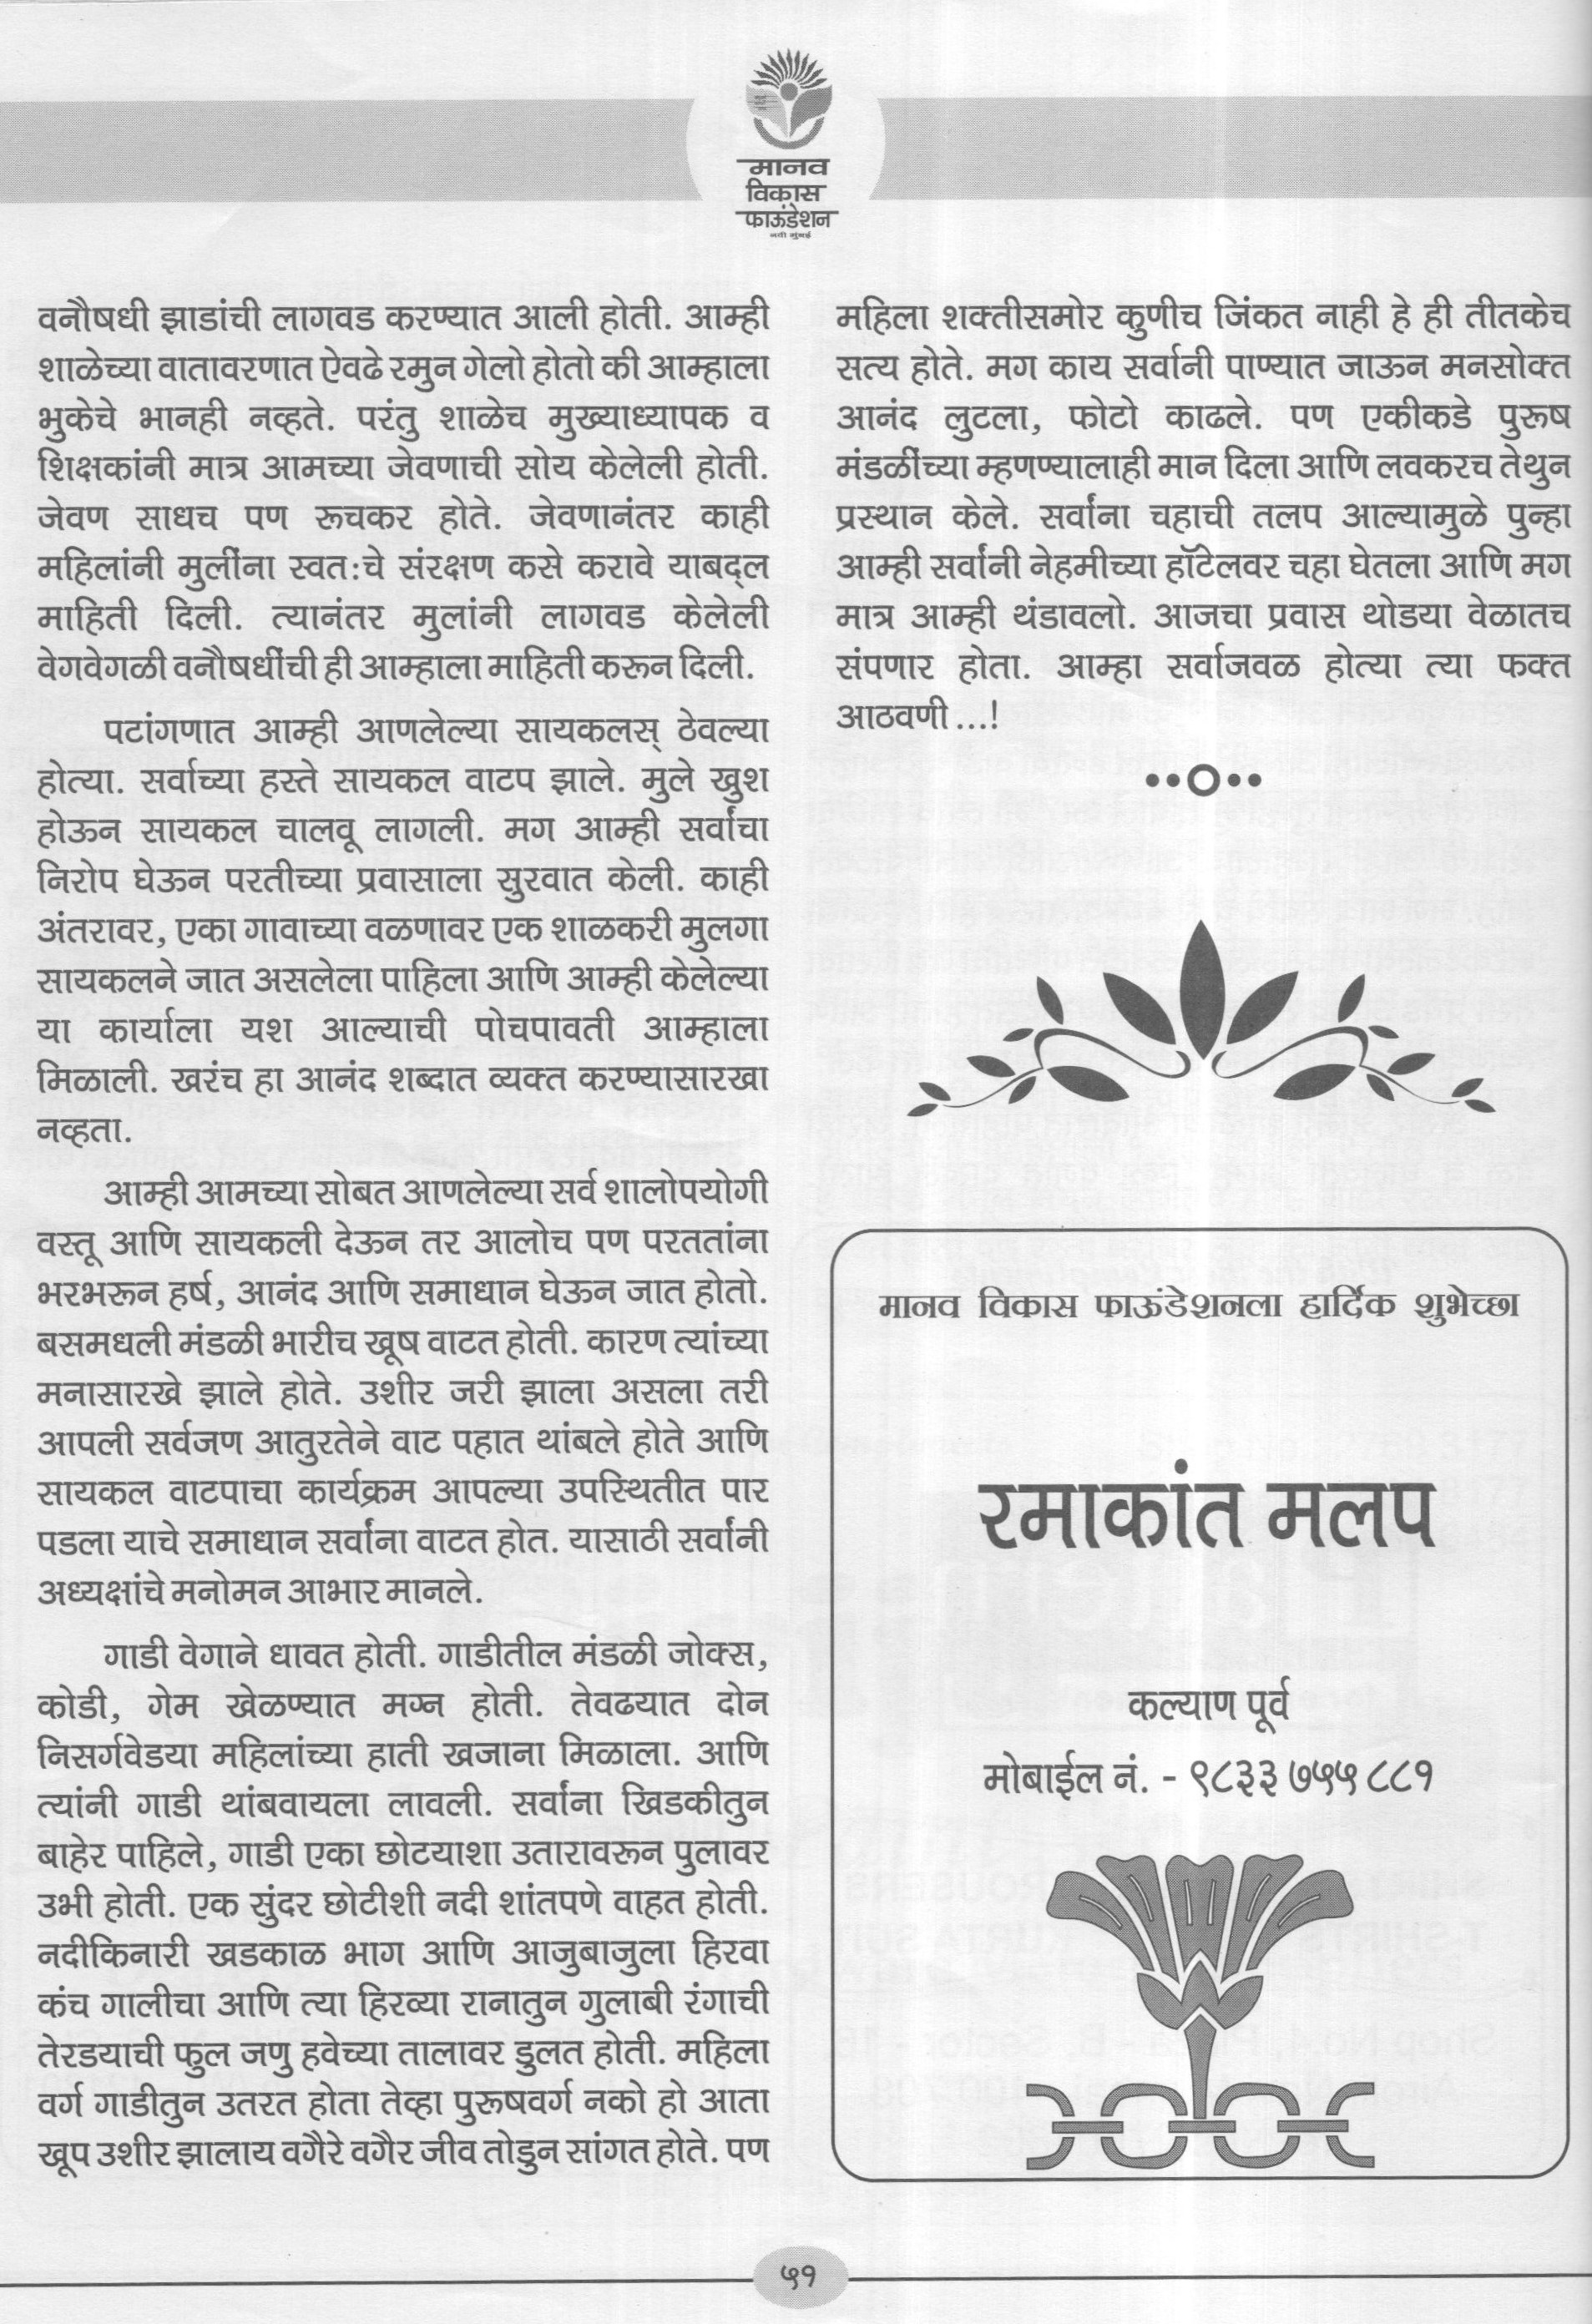 मानव
विकास
फाऊंडेशन
नवी मुंबई
वनौषधी झाडांची लागवड करण्यात आली होती. आम्ही
शाळेच्या वातावरणात ऐवढे रमुन गेलो होतो की आम्हाला
भुकेचे भानही नव्हते. परंतु शाळेच मुख्याध्यापक व
शिक्षकांनी मात्र आमच्या जेवणाची सोय केलेली होती.
जेवण साधच पण रूचकर होते. जेवणानंतर काही
महिलांनी मुलींना स्वतःचे संरक्षण कसे करावे याबद्ल
माहिती दिली. त्यानंतर मुलांनी लागवड केलेली
वेगवेगळी वनौषधींची ही आम्हाला माहिती करून दिली.
पटांगणात आम्ही आणलेल्या सायकलस् ठेवल्या
होत्या. सर्वाच्या हस्ते सायकल वाटप झाले. मुले खुश
होऊन सायकल चालवू लागली. मग आम्ही सर्वांचा
निरोप घेऊन परतीच्या प्रवासाला सुरवात केली. काही
अंतरावर, एका गावाच्या वळणावर एक शाळकरी मुलगा
सायकलने जात असलेला पाहिला आणि आम्ही केलेल्या
या कार्याला यश आल्याची पोचपावती आम्हाला
मिळाली. खरंच हा आनंद शब्दात व्यक्त करण्यासारखा
नव्हता.
आम्ही आमच्या सोबत आणलेल्या सर्व शालोपयोगी
वस्तू आणि सायकली देऊन तर आलोच पण परततांना
भरभरून हर्ष, आनंद आणि समाधान घेऊन जात होतो.
बसमधली मंडळी भारीच खूष वाटत होती. कारण त्यांच्या
मनासारखे झाले होते. उशीर जरी झाला असला तरी
आपली सर्वजण आतुरतेने वाट पहात थांबले होते आणि
सायकल वाटपाचा कार्यक्रम आपल्या उपस्थितीत पार
पडला याचे समाधान सर्वांना वाटत होत. यासाठी सर्वांनी
अध्यक्षांचे मनोमन आभार मानले.
गाडी वेगाने धावत होती. गाडीतील मंडळी जोक्स,
कोडी, गेम खेळण्यात मग्न होती. तेवढयात दोन
निसर्गवेडया महिलांच्या हाती खजाना मिळाला. आणि
त्यांनी गाडी थांबवायला लावली. सर्वांना खिडकीतुन
बाहेर पाहिले, गाडी एका छोटयाशा उतारावरून पुलावर
उभी होती. एक सुंदर छोटीशी नदी शांतपणे वाहत होती.
नदीकिनारी खडकाळ भाग आणि आजुबाजुला हिरवा
कंच गालीचा आणि त्या हिरव्या रानातुन गुलाबी रंगाची
तेरडयाची फुल जणु हवेच्या तालावर डुलत होती. महिला
वर्ग गाडीतुन उतरत होता तेव्हा पुरूषवर्ग नको हो आता
खूप उशीर झालाय वगैरे वगैर जीव तोडुन सांगत होते. पण
महिला शक्तीसमोर कुणीच जिंकत नाही हे ही तीतकेच
सत्य होते. मग काय सर्वानी पाण्यात जाऊन मनसोक्त
आनंद लुटला, फोटो काढले. पण एकीकडे पुरूष
मंडळींच्या म्हणण्यालाही मान दिला आणि लवकरच तेथुन
प्रस्थान केले. सर्वांना चहाची तलप आल्यामुळे पुन्हा
आम्ही सर्वांनी नेहमीच्या हॉटेलवर चहा घेतला आणि मग
मात्र आम्ही थंडावलो. आजचा प्रवास थोडया वेळातच
संपणार होता. आम्हा सर्वाजवळ होत्या त्या फक्त
आठवणी ...!
मानव विकास फाऊंडेशनला हार्दिक शुभेच्छा
रमाकांत मलप
कल्याण पूर्व
मोबाईल नं. - ९८३३ ७५५ ८८१
५१